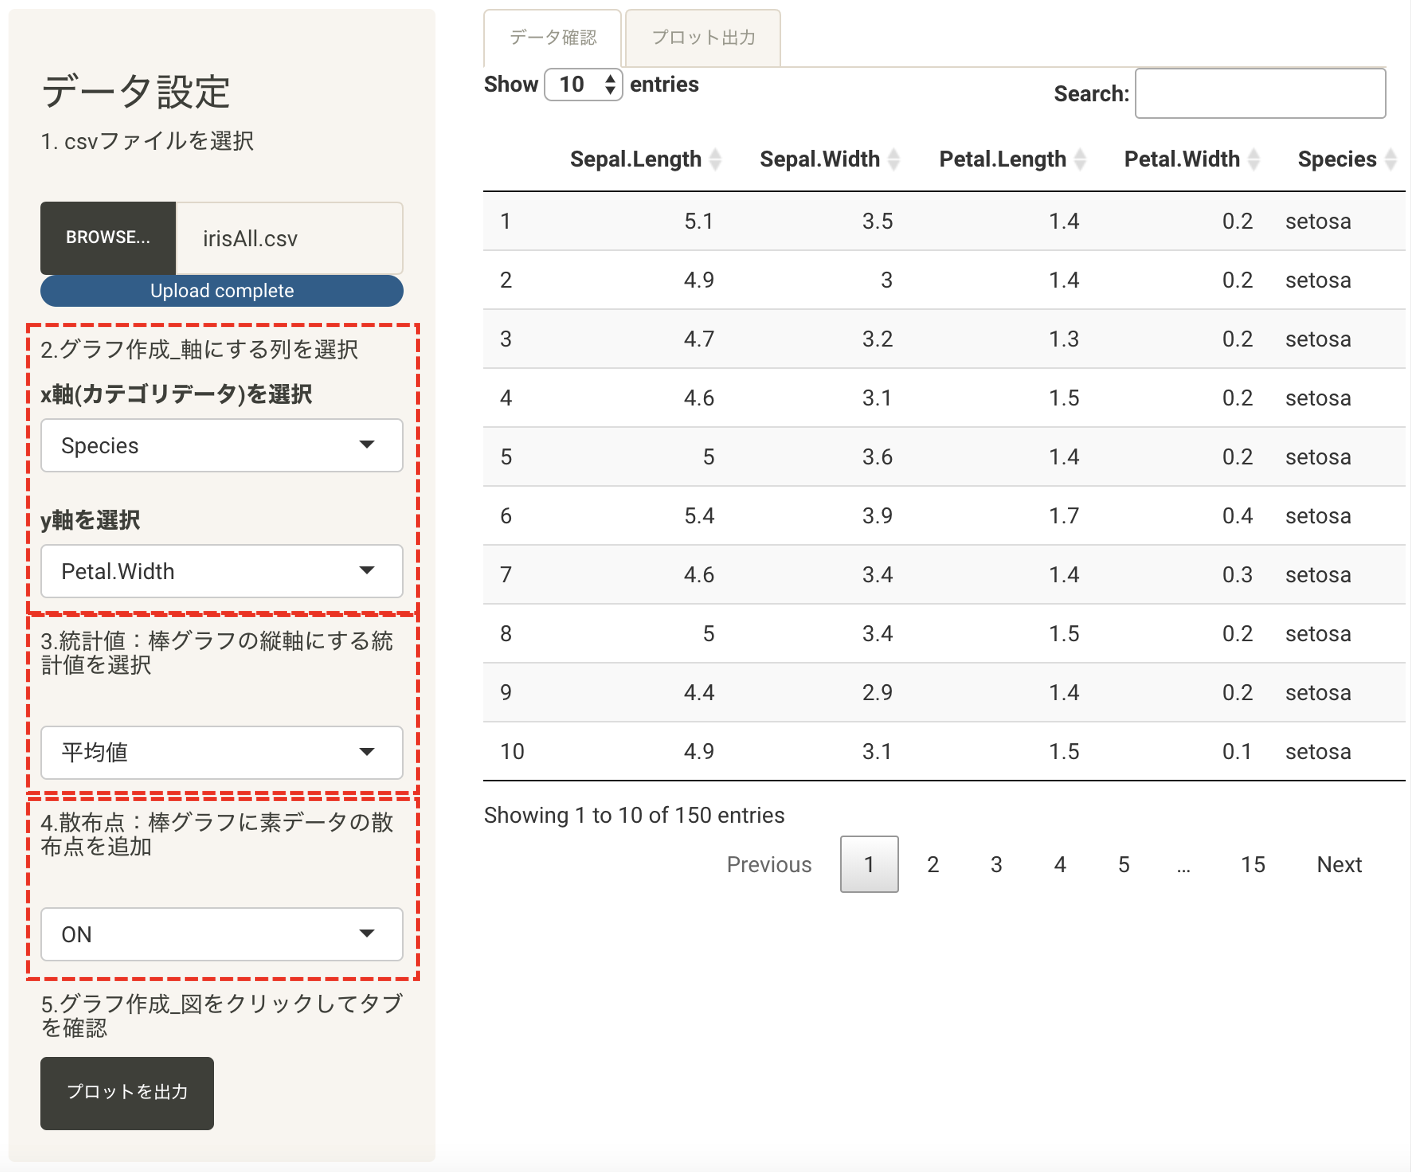 データ設定
1. csvファイルを選択
BROWSE... irisAll.csv
Upload complete
2.グラフ作成_軸にする列を選択
x軸(カテゴリデータ)を選択
Species
y軸を選択
Petal.Width
3.統計値：棒グラフの縦軸にする統
計値を選択
平均値
4.散布点：棒グラフに素データの散
布点を追加
ON
5.グラフ作成_図をクリックしてタブ
を確認
プロットを出力
データ確認 プロット出力
Show 10 entries
Search:
Sepal.Length Sepal.Width Petal.Length Petal.Width Species
1 5.1 3.5 1.4 0.2 setosa
2 4.9 3 1.4 0.2 setosa
3 4.7 3.2 1.3 0.2 setosa
4 4.6 3.1 1.5 0.2 setosa
5 5 3.6 1.4 0.2 setosa
6 5.4 3.9 1.7 0.4 setosa
7 4.6 3.4 1.4 0.3 setosa
8 5 3.4 1.5 0.2 setosa
9 4.4 2.9 1.4 0.2 setosa
10 4.9 3.1 1.5 0.1 setosa
Showing 1 to 10 of 150 entries
Previous 1 2 3 4 5 ... 15 Next